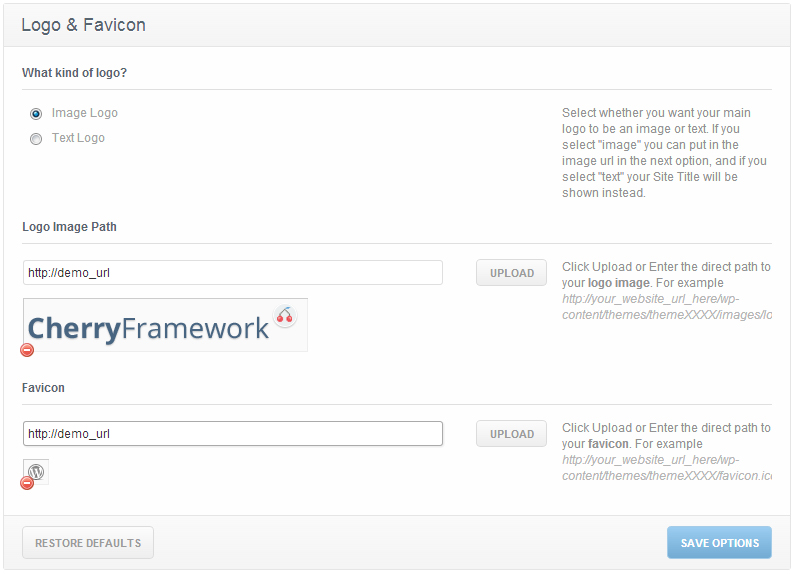 Logo & Favicon
What kind of logo?
Image Logo
Text Logo
Select whether you want your main
logo to be an image or text. If you
select "image" you can put in the
image url in the next option, and if you
select "text" your Site Title will be
shown instead.
Logo Image Path
http://demo_url
UPLOAD
Click Upload or Enter the direct path to
your logo image. For example
http://your_website_url_here/wp-
content/themes/themeXXXX/images/lo
CherryFramework
Favicon
http://demo_url
UPLOAD
Click Upload or Enter the direct path to
your favicon. For example
http://your_website_url_here/wp-
content/themes/themeXXXX/favicon.ico
W
RESTORE DEFAULTS
SAVE OPTIONS